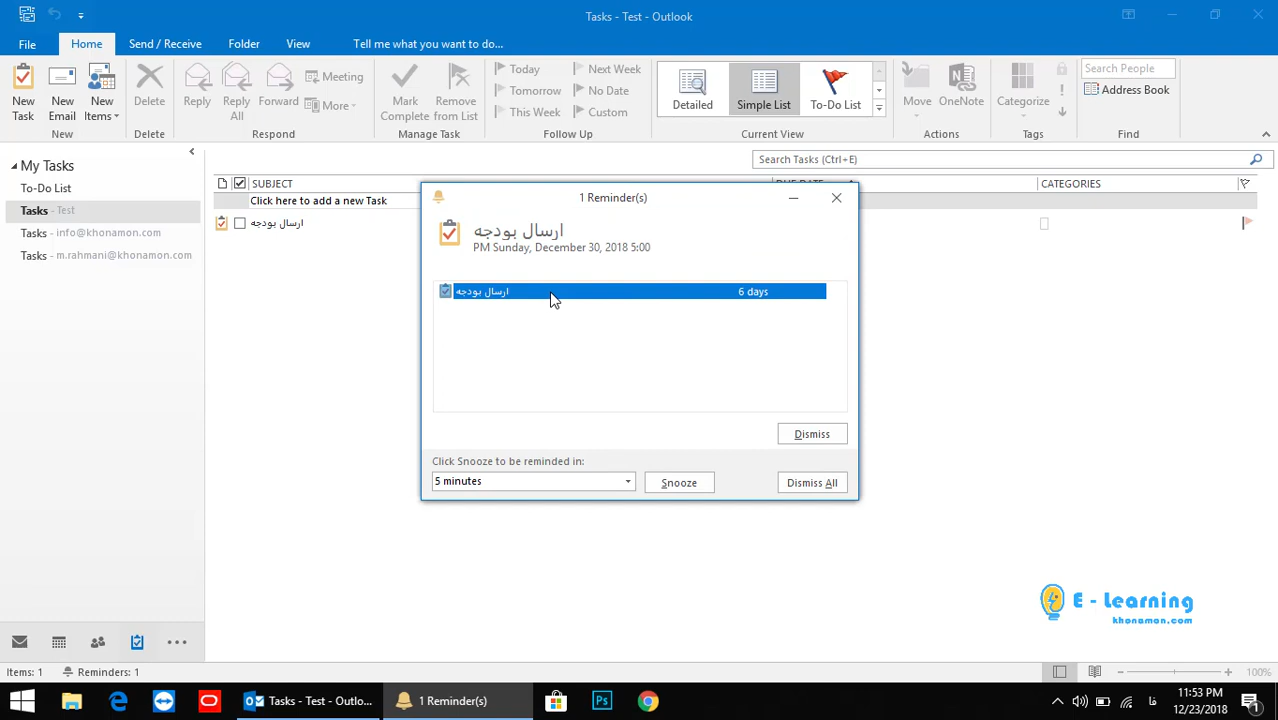 Tasks - Test - Outlook
File Home Send / Receive Folder View Tell me what you want to do...
New Task
New Email
New Items
Delete
Reply
Reply All
Forward
Meeting
More
Mark Complete
Remove from List
Today
Tomorrow
This Week
Next Week
No Date
Custom
Detailed
Simple List
To-Do List
Move
OneNote
Categorize
Search People
Address Book
New Delete Respond Manage Task Follow Up Current View Actions Tags Find
My Tasks
To-Do List
Tasks - Test
Tasks - info@khonamon.com
Tasks - m.rahmani@khonamon.com
Search Tasks (Ctrl+E)
SUBJECT DUE DATE CATEGORIES
Click here to add a new Task
ارسال بودجه
1 Reminder(s)
ارسال بودجه
PM Sunday, December 30, 2018 5:00
ارسال بودجه 6 days
Dismiss
Click Snooze to be reminded in:
5 minutes Snooze Dismiss All
E - Learning
khonamon.com
Items: 1 Reminders: 1 100%
Tasks - Test - Outlo... 1 Reminder(s) Ps فا 11:53 PM
12/23/2018 1